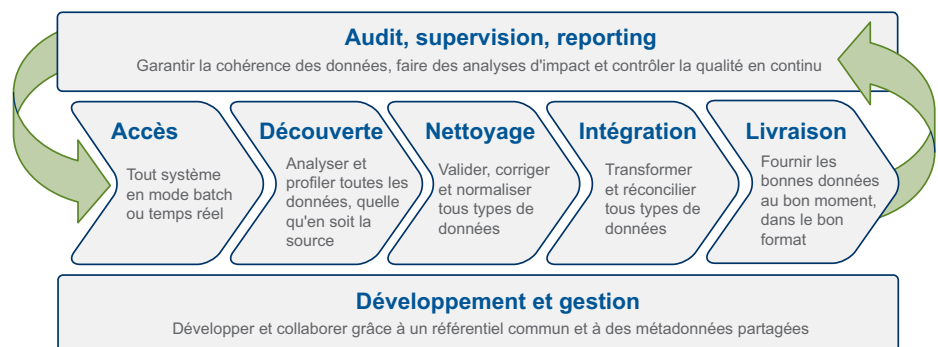 Audit, supervision, reporting
Garantir la cohérence des données, faire des analyses d'impact et contrôler la qualité en continu
Accès
Tout système
en mode batch
ou temps réel
Découverte
Analyser et
profiler toutes les
données, quelle
qu'en soit la
source
Nettoyage
Valider, corriger
et normaliser
tous types de
données
Intégration
Transformer
et réconcilier
tous types de
données
Livraison
Fournir les
bonnes données
au bon moment,
dans le bon
format
Développement et gestion
Développer et collaborer grâce à un référentiel commun et à des métadonnées partagées